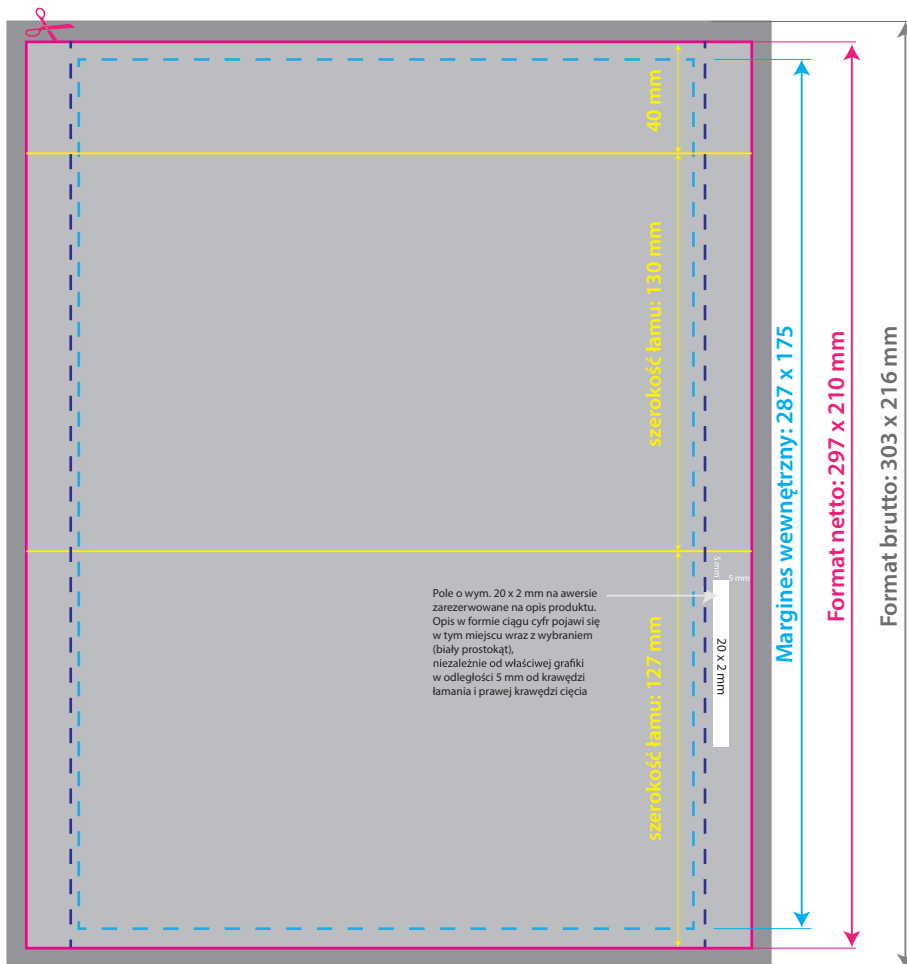 40 mm
szerokość łamu: 130 mm
szerokość łamu: 127 mm
5 mm
5 mm
20 x 2 mm
Pole o wym. 20 x 2 mm na awersie
zarezerwowane na opis produktu.
Opis w formie ciągu cyfr pojawi się
w tym miejscu wraz z wybraniem
(biały prostokąt),
niezależnie od właściwej grafiki
w odległości 5 mm od krawędzi
łamania i prawej krawędzi cięcia
Margines wewnętrzny: 287 x 175
Format netto: 297 x 210 mm
Format brutto: 303 x 216 mm